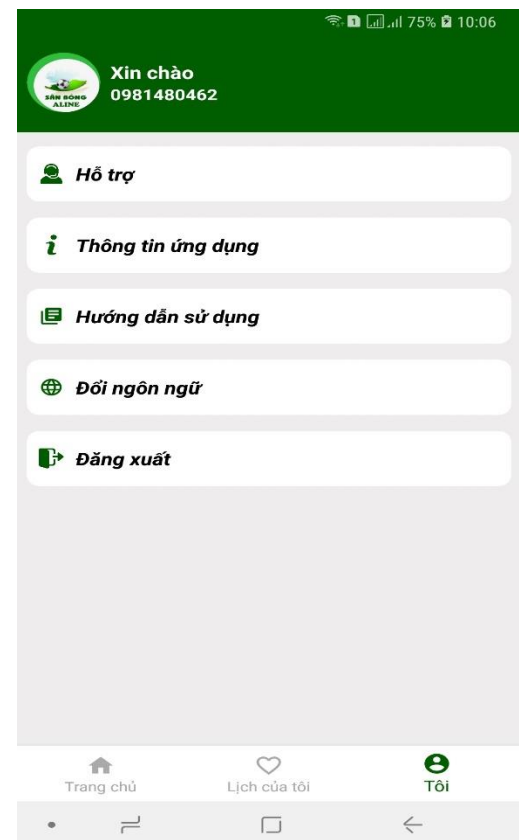 1 75% 10:06
SÂN BÓNG
ALINE
Xin chào
0981480462
Hỗ trợ
Thông tin ứng dụng
Hướng dẫn sử dụng
Đổi ngôn ngữ
Đăng xuất
Trang chủ
Lịch của tôi
Tôi